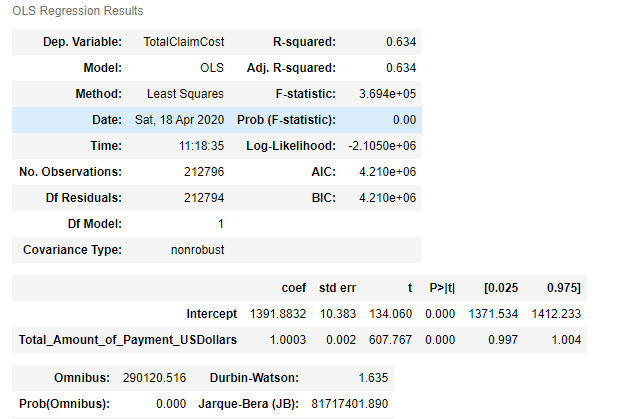 OLS Regression Results
Dep. Variable: TotalClaimCost R-squared: 0.634
Model: OLS Adj. R-squared: 0.634
Method: Least Squares F-statistic: 3.694e+05
Date: Sat, 18 Apr 2020 Prob (F-statistic): 0.00
Time: 11:18:35 Log-Likelihood: -2.1050e+06
No. Observations: 212796 AIC: 4.210e+06
Df Residuals: 212794 BIC: 4.210e+06
Df Model: 1
Covariance Type: nonrobust
coef std err t P>|t| [0.025 0.975]
Intercept 1391.8832 10.383 134.060 0.000 1371.534 1412.233
Total_Amount_of_Payment_USDollars 1.0003 0.002 607.767 0.000 0.997 1.004
Omnibus: 290120.516 Durbin-Watson: 1.635
Prob(Omnibus): 0.000 Jarque-Bera (JB): 81717401.890